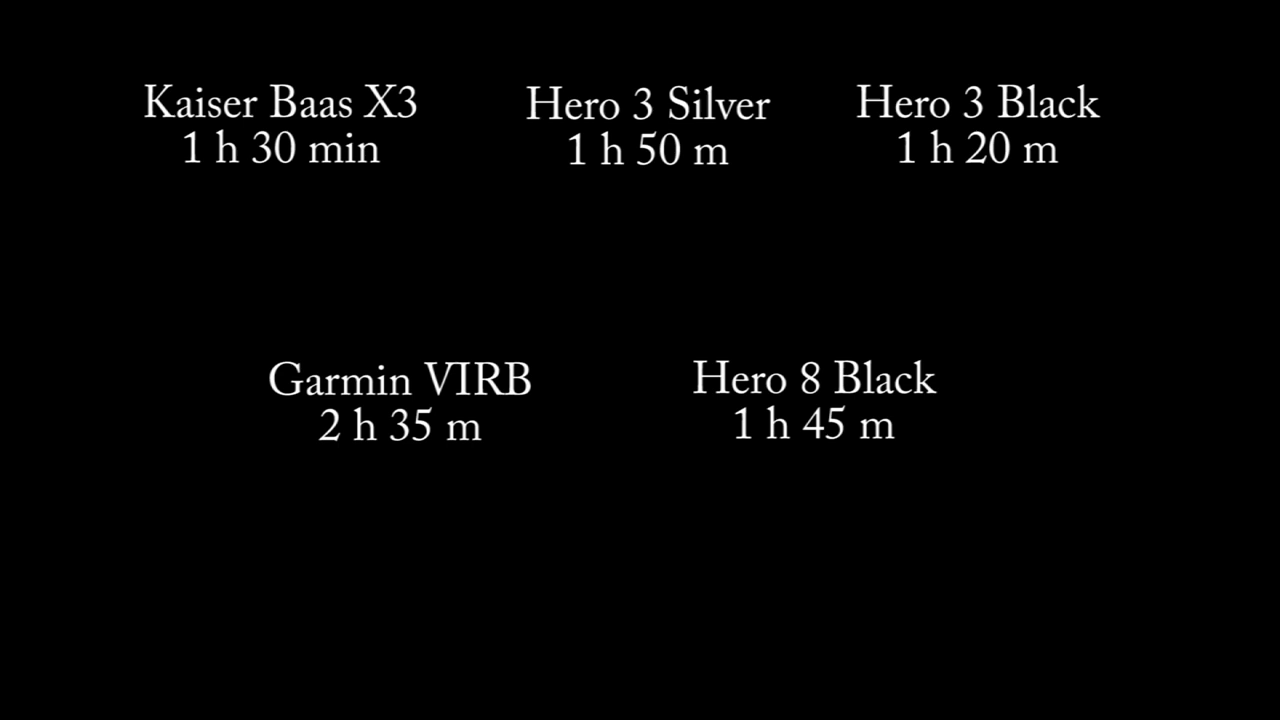 Kaiser Baas X3
1 h 30 min
Hero 3 Silver
1 h 50 m
Hero 3 Black
1 h 20 m
Garmin VIRB
2 h 35 m
Hero 8 Black
1 h 45 m